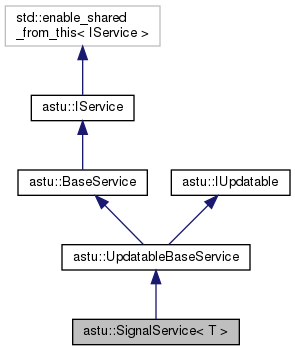 std::enable_shared
_from_this< IService >
astu::IService
astu::BaseService
astu::IUpdatable
astu::UpdatableBaseService
astu::SignalService< T >